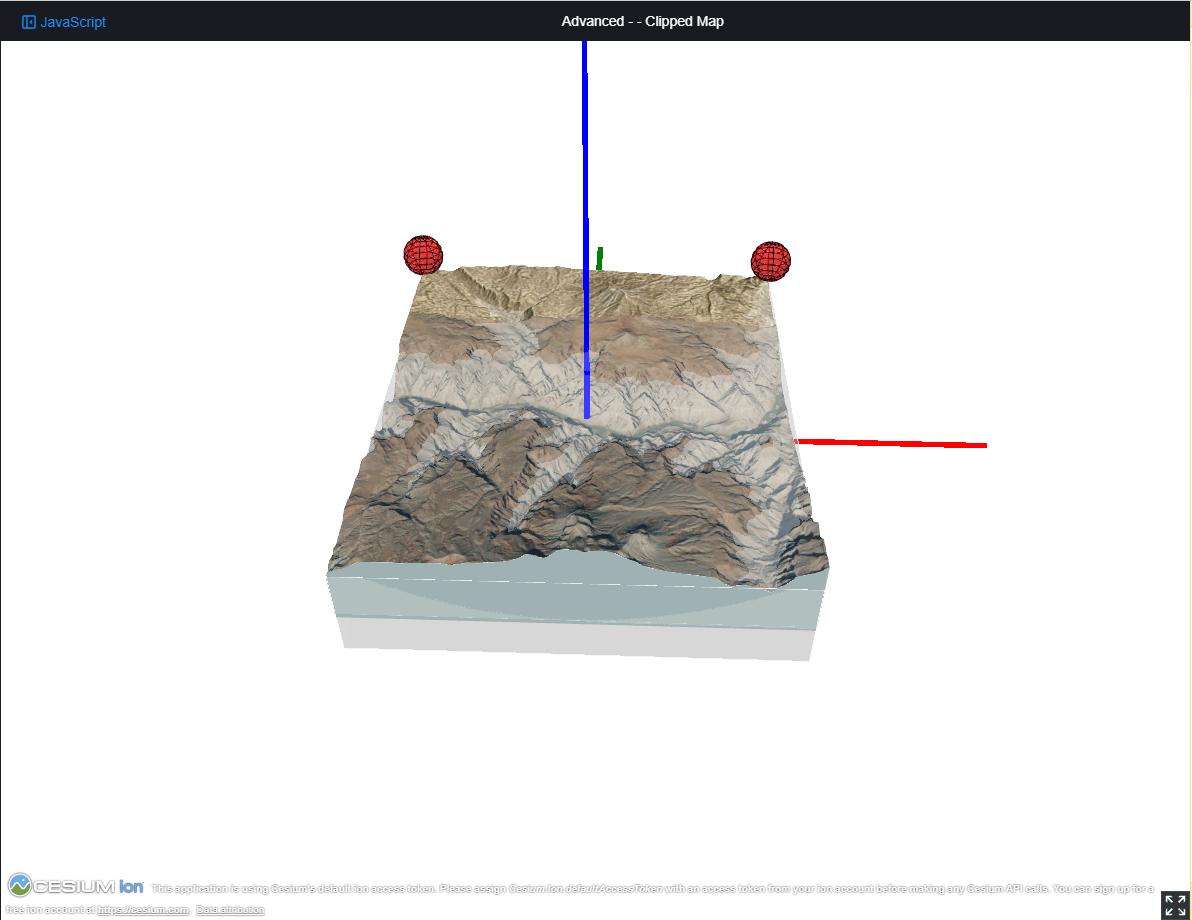 JavaScript
Advanced - - Clipped Map
CESIUM ion This application is using Cesium's default ion access token. Please assign Cesium.Ion.defaultAccessToken with an access token from your ion account before making any Cesium API calls. You can sign up for a
free ion account at https://cesium.com. Data attribution